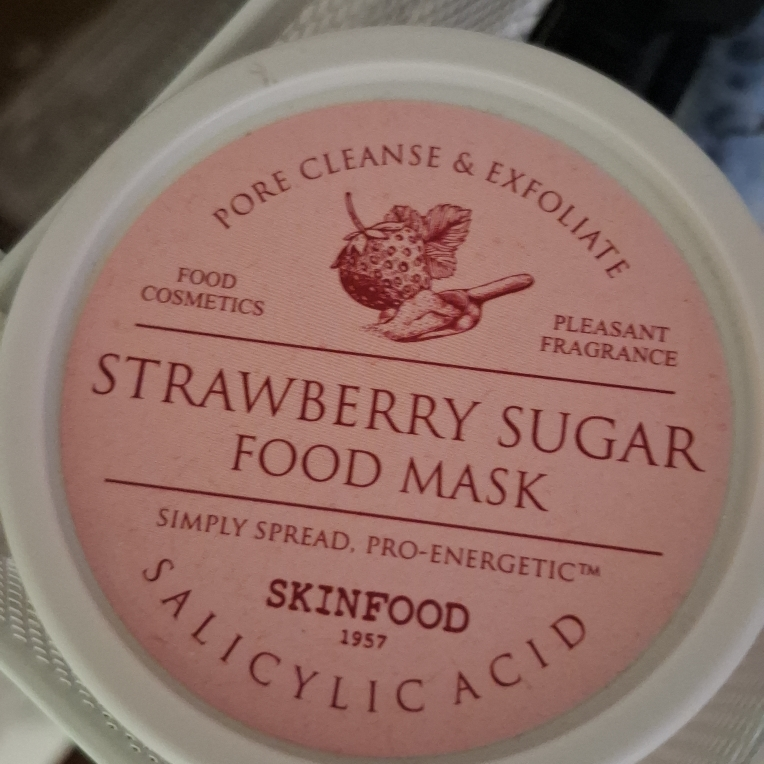 PORE CLEANSE & EXFOLIATE
FOOD
COSMETICS
PLEASANT
FRAGRANCE
STRAWBERRY SUGAR
FOOD MASK
SIMPLY SPREAD, PRO-ENERGETIC™
SKINFOOD
1957
SALICYLIC ACID